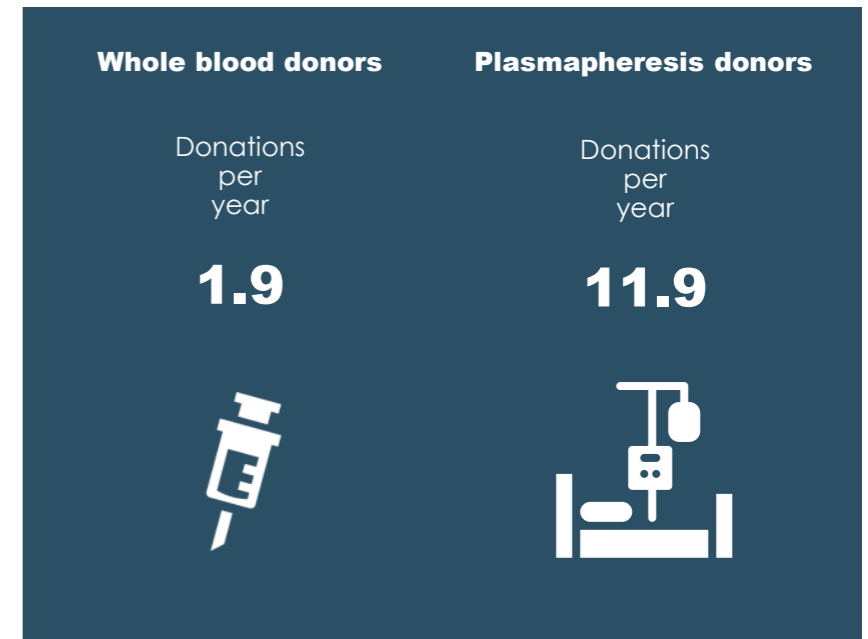 Whole blood donors
Donations
per
year
1.9
Plasmapheresis donors
Donations
per
year
11.9